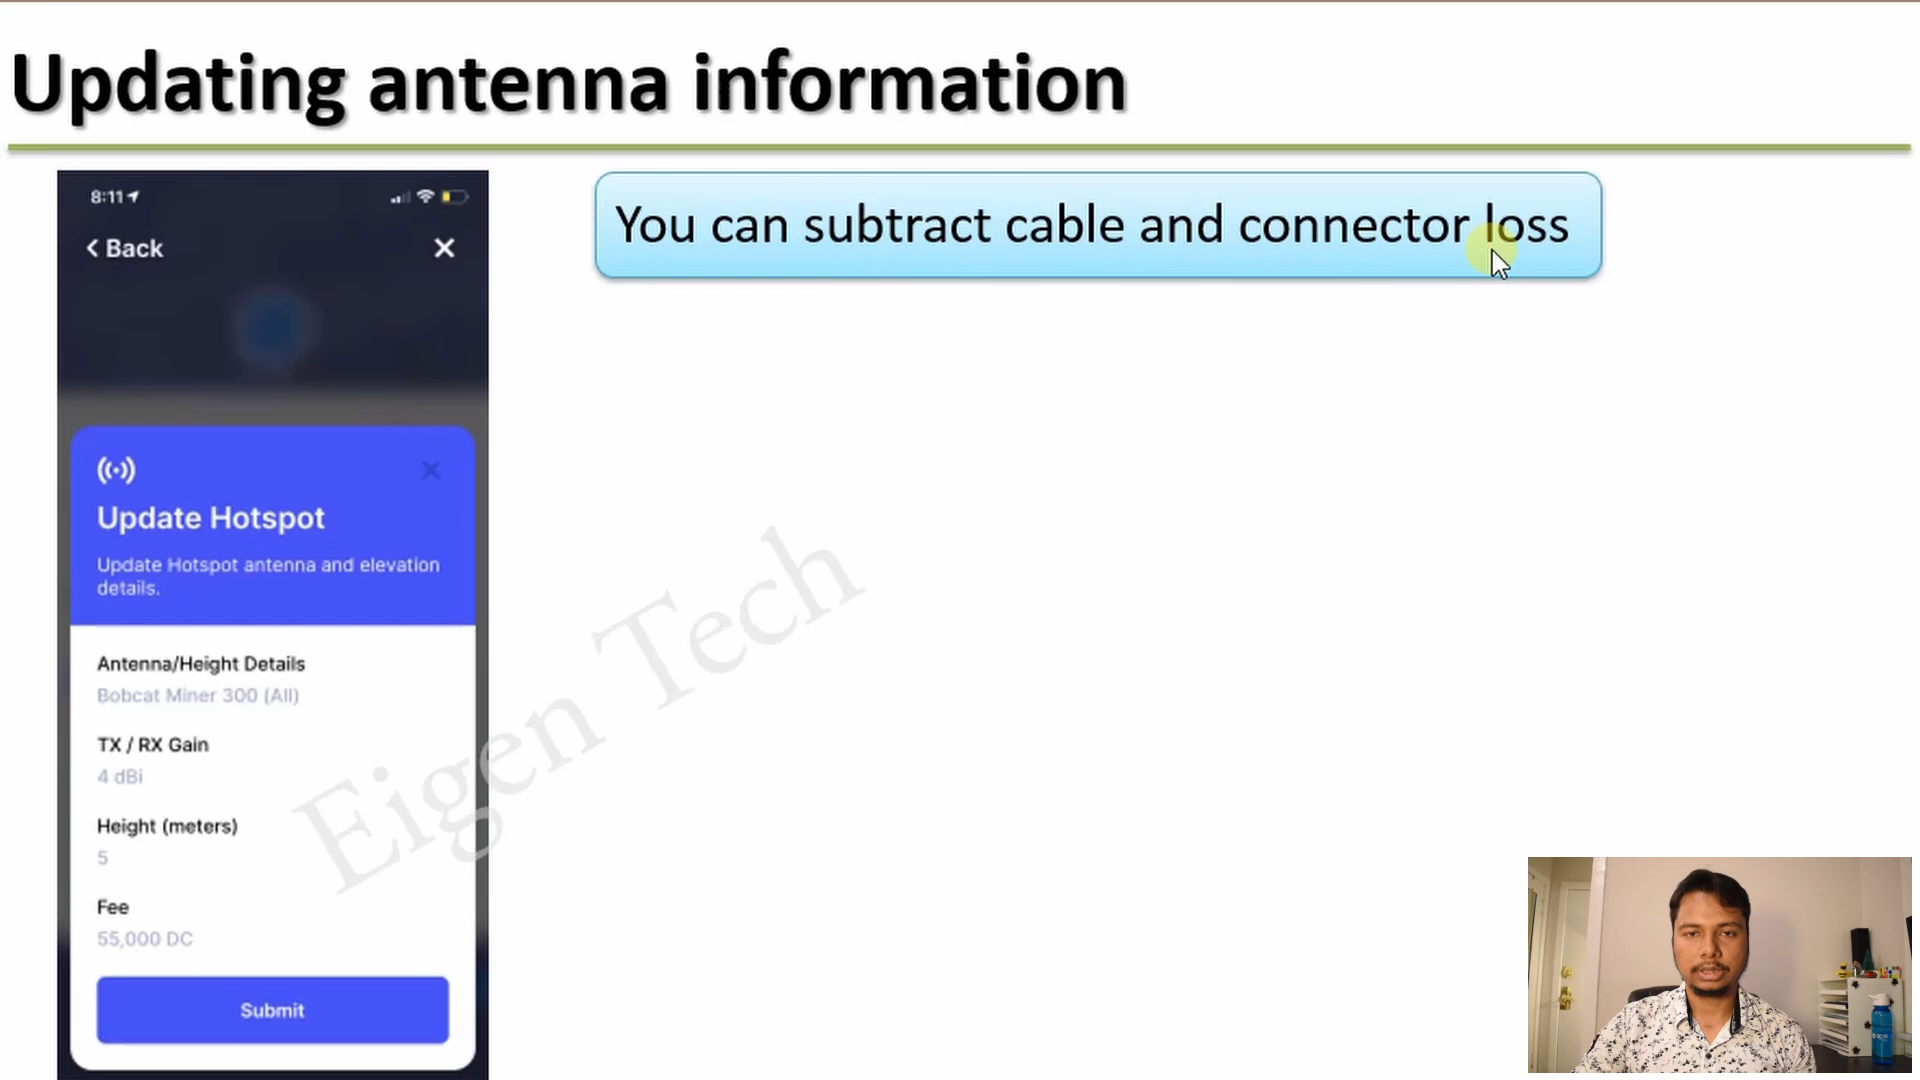 Updating antenna information
You can subtract cable and connector loss
8:11
Back
Update Hotspot
Update Hotspot antenna and elevation
details.
Antenna/Height Details
Bobcat Miner 300 (All)
TX / RX Gain
4 dBi
Height (meters)
5
Fee
55,000 DC
Submit
Eigen Tech